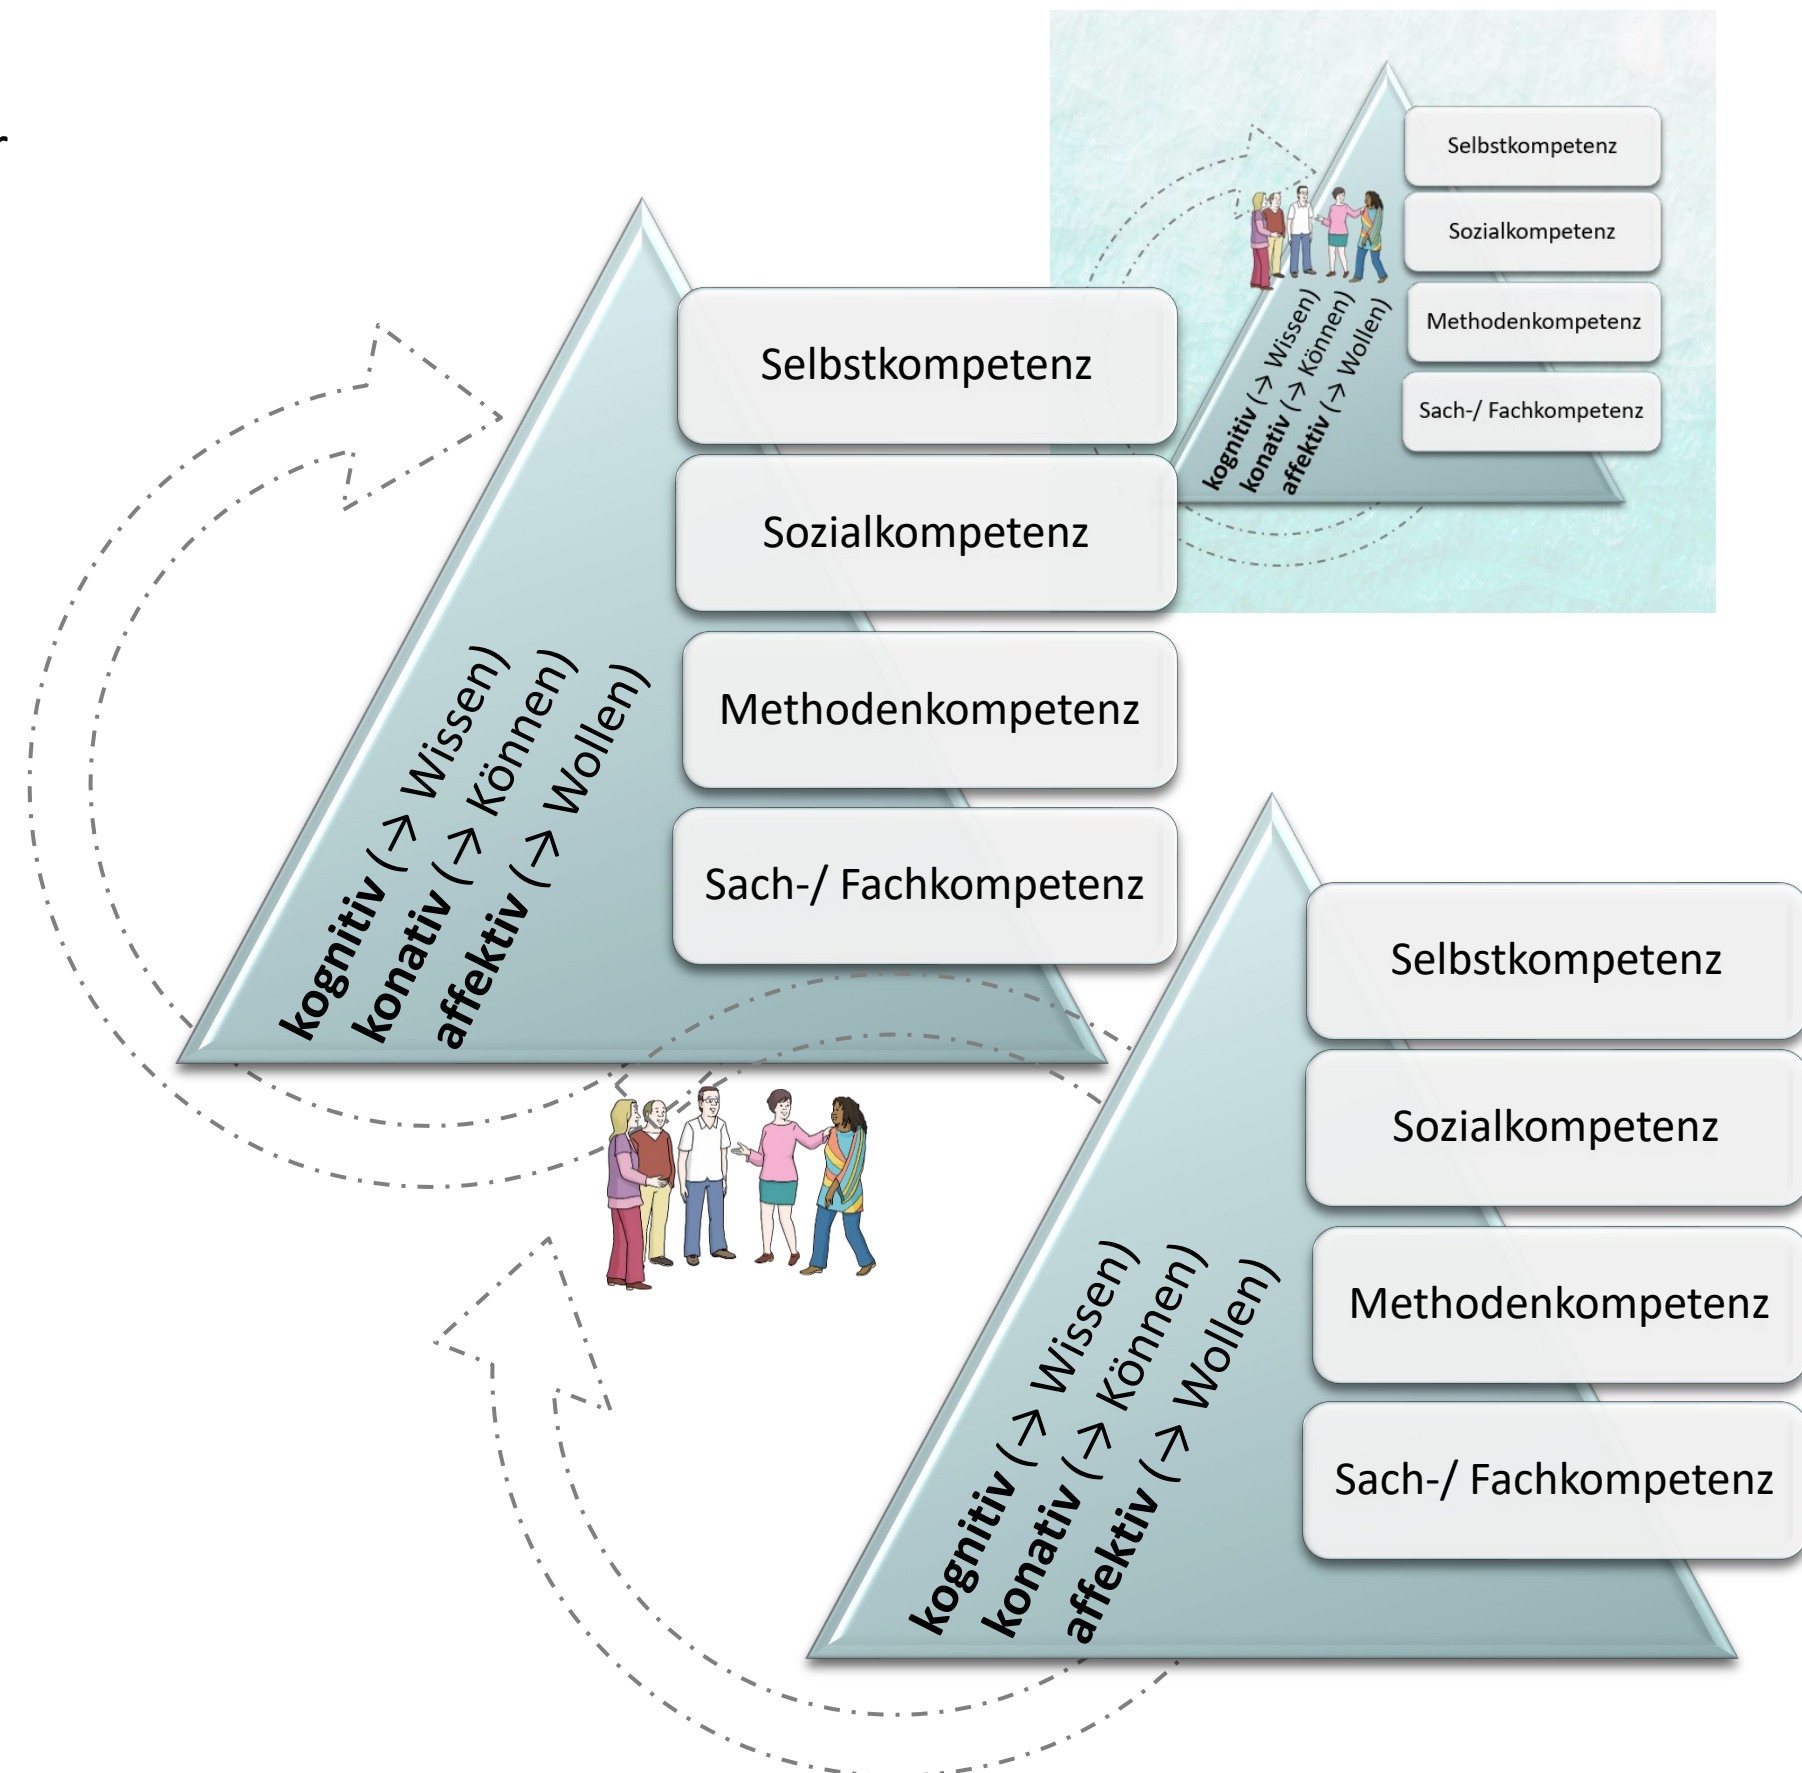 r
Selbstkompetenz
Sozialkompetenz
Methodenkompetenz
Sach-/ Fachkompetenz
kognitiv (→ Wissen)
konativ (→ Können)
affektiv (→ Wollen)
Selbstkompetenz
Sozialkompetenz
Methodenkompetenz
Sach-/ Fachkompetenz
kognitiv (→ Wissen)
konativ (→ Können)
affektiv (→ Wollen)
Selbstkompetenz
Sozialkompetenz
Methodenkompetenz
Sach-/ Fachkompetenz
kognitiv (→ Wissen)
konativ (→ Können)
affektiv (→ Wollen)